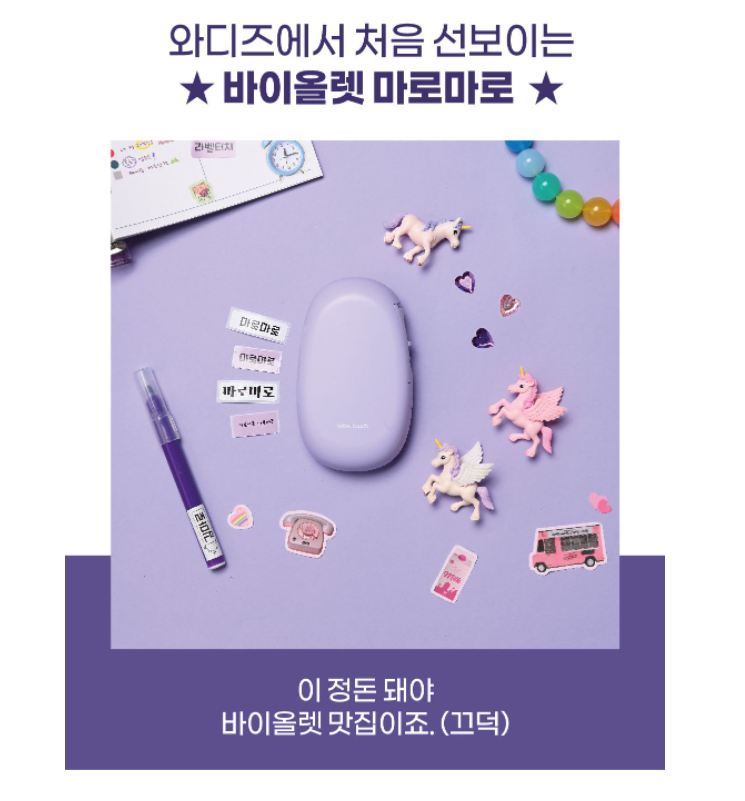 와디즈에서 처음 선보이는
★ 바이올렛 마로마로 ★
라벨터치
마로마로
마로마로
마로마로
이 정돈 돼야
바이올렛 맛집이죠. (끄덕)